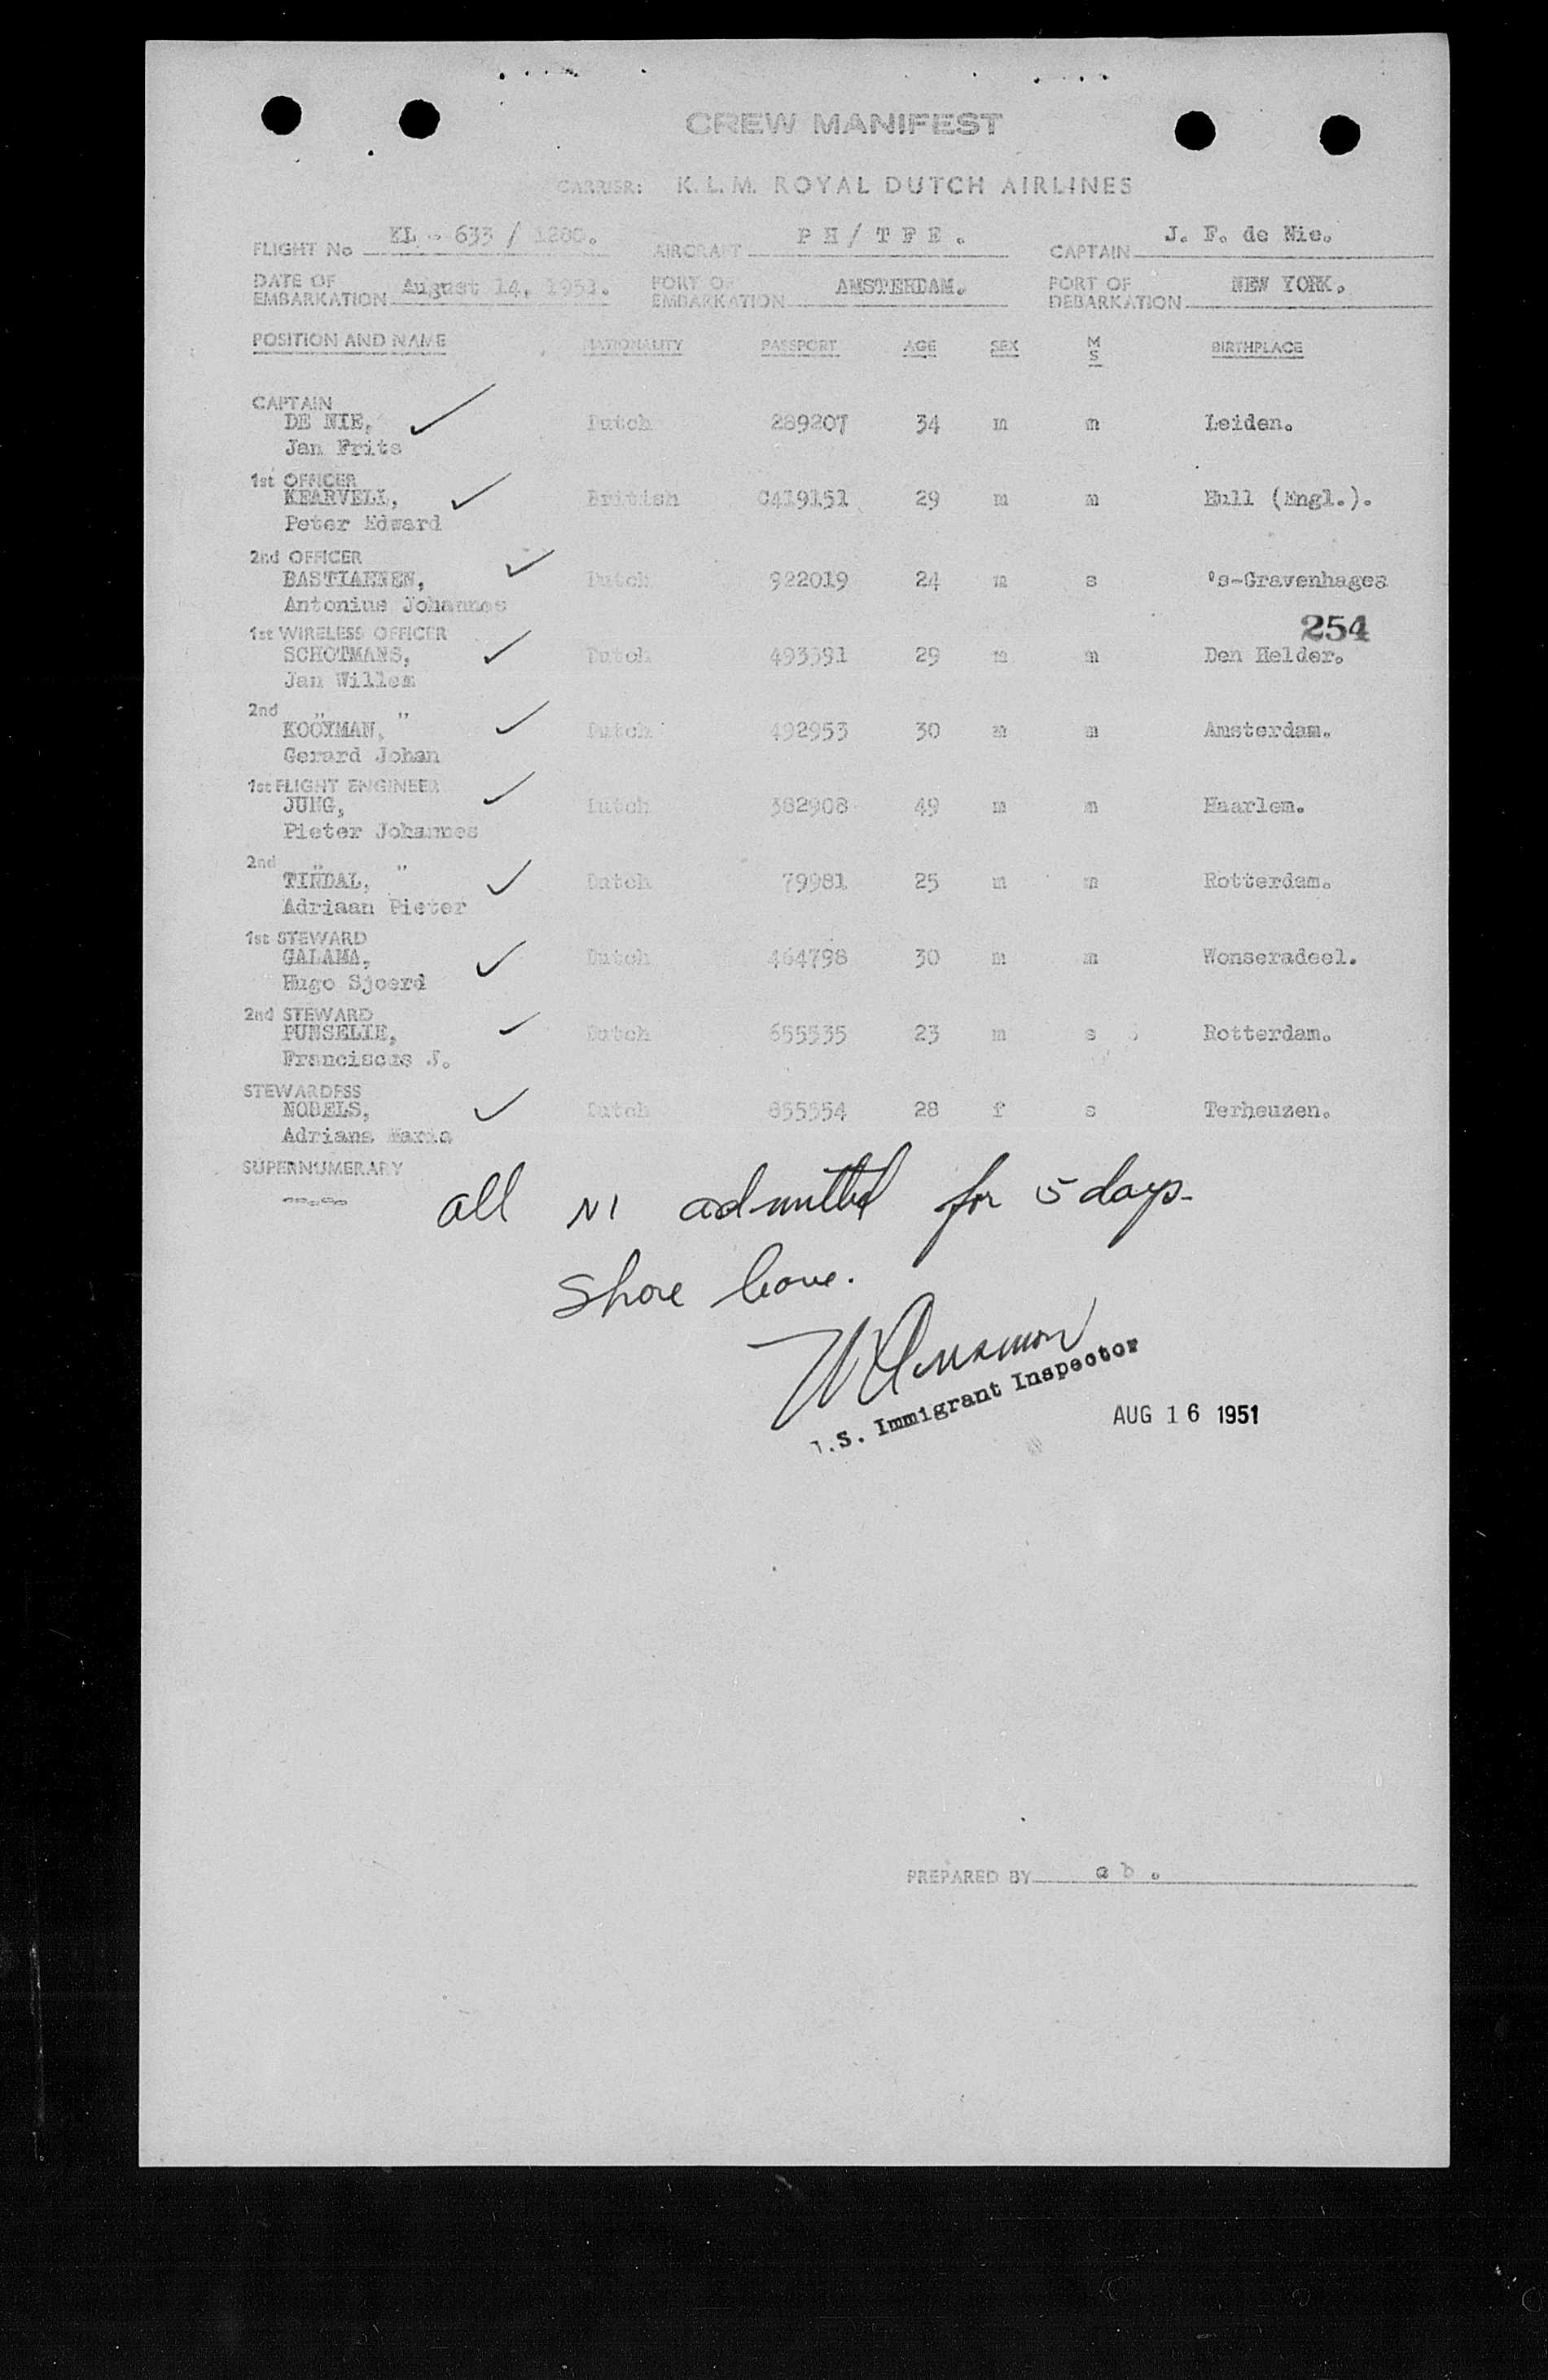 CREW MANIFEST
CARRIER: K. L. M. ROYAL DUTCH AIRLINES
FLIGHT No KL - 633 / 1280. AIRCRAFT P H / T F E . CAPTAIN J. F. de Nie.
DATE OF EMBARKATION August 14, 1951. PORT OF EMBARKATION AMSTERDAM. PORT OF DEBARKATION NEW YORK.
POSITION AND NAME NATIONALITY PASSPORT AGE SEX M S BIRTHPLACE
CAPTAIN
DE NIE, Dutch 289207 34 m m Leiden.
Jan Frits
1st OFFICER
KEARVELL, British C419151 29 m m Hull (Engl.).
Peter Edward
2nd OFFICER
BASTIAENEN, Dutch 922019 24 m s 's-Gravenhages
Antonius Johannes
254
1st WIRELESS OFFICER
SCHOTMANS, Dutch 493391 29 m m Den Helder.
Jan Willem
2nd " "
KOOYMAN, Dutch 492953 30 m m Amsterdam.
Gerard Johan
1st FLIGHT ENGINEER
JUNG, Dutch 382908 49 m m Haarlem.
Pieter Johannes
2nd " "
TINDAL, Dutch 79981 25 m m Rotterdam.
Adriaan Pieter
1st STEWARD
GALAMA, Dutch 464798 30 m m Wonseradeel.
Hugo Sjoerd
2nd STEWARD
PUNSELIE, Dutch 655535 23 m s Rotterdam.
Franciscus J.
STEWARDESS
NOBELS, Dutch 855554 28 f s Terheuzen.
Adriana Maria
SUPERNUMERARY
--.--
all NI admitted for 5 days-
Shore leave.
.S. Immigrant Inspector
AUG 16 1951
PREPARED BY a b .